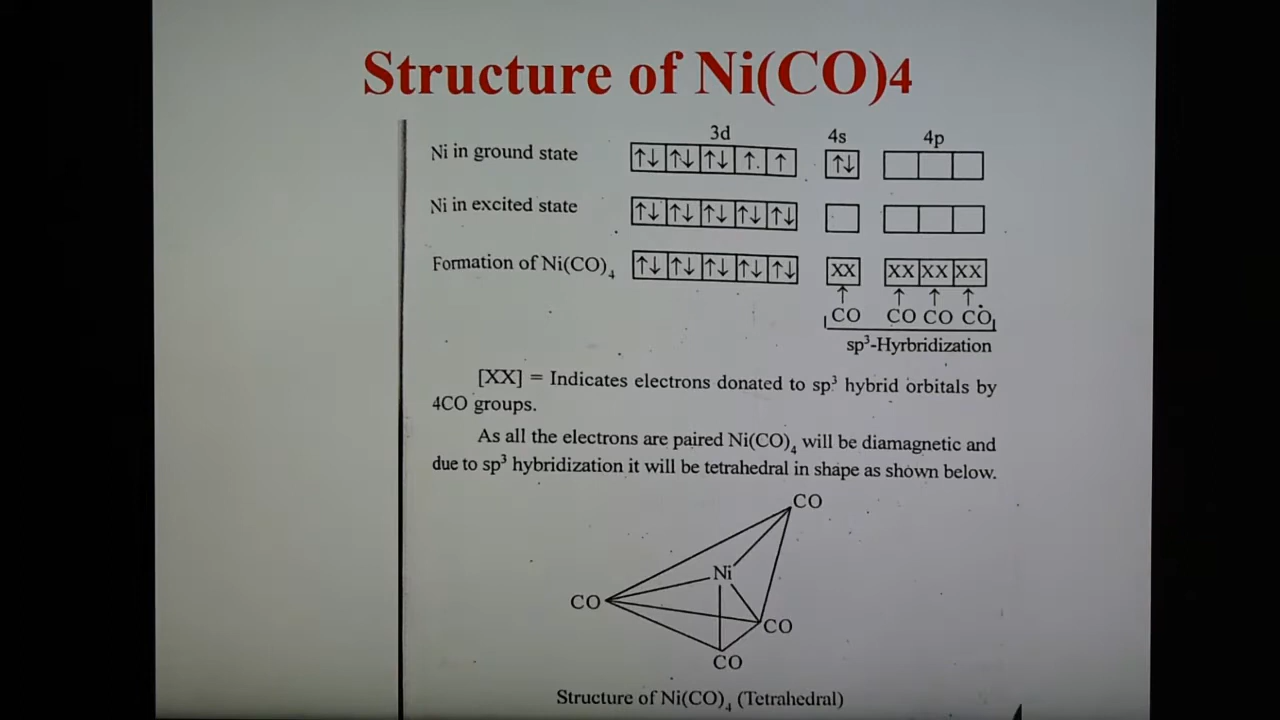 Structure of Ni(CO)4
3d 4s 4p
Ni in ground state ↑↓ ↑↓ ↑↓ ↑ ↑ ↑↓
Ni in excited state ↑↓ ↑↓ ↑↓ ↑↓ ↑↓
Formation of Ni(CO)₄ ↑↓ ↑↓ ↑↓ ↑↓ ↑↓ XX XX XX XX
↑ ↑ ↑ ↑
CO CO CO CO
sp³-Hyrbridization
[XX] = Indicates electrons donated to sp³ hybrid orbitals by
4CO groups.
As all the electrons are paired Ni(CO)₄ will be diamagnetic and
due to sp³ hybridization it will be tetrahedral in shape as shown below.
CO
Ni
CO
CO
CO
Structure of Ni(CO)₄ (Tetrahedral)